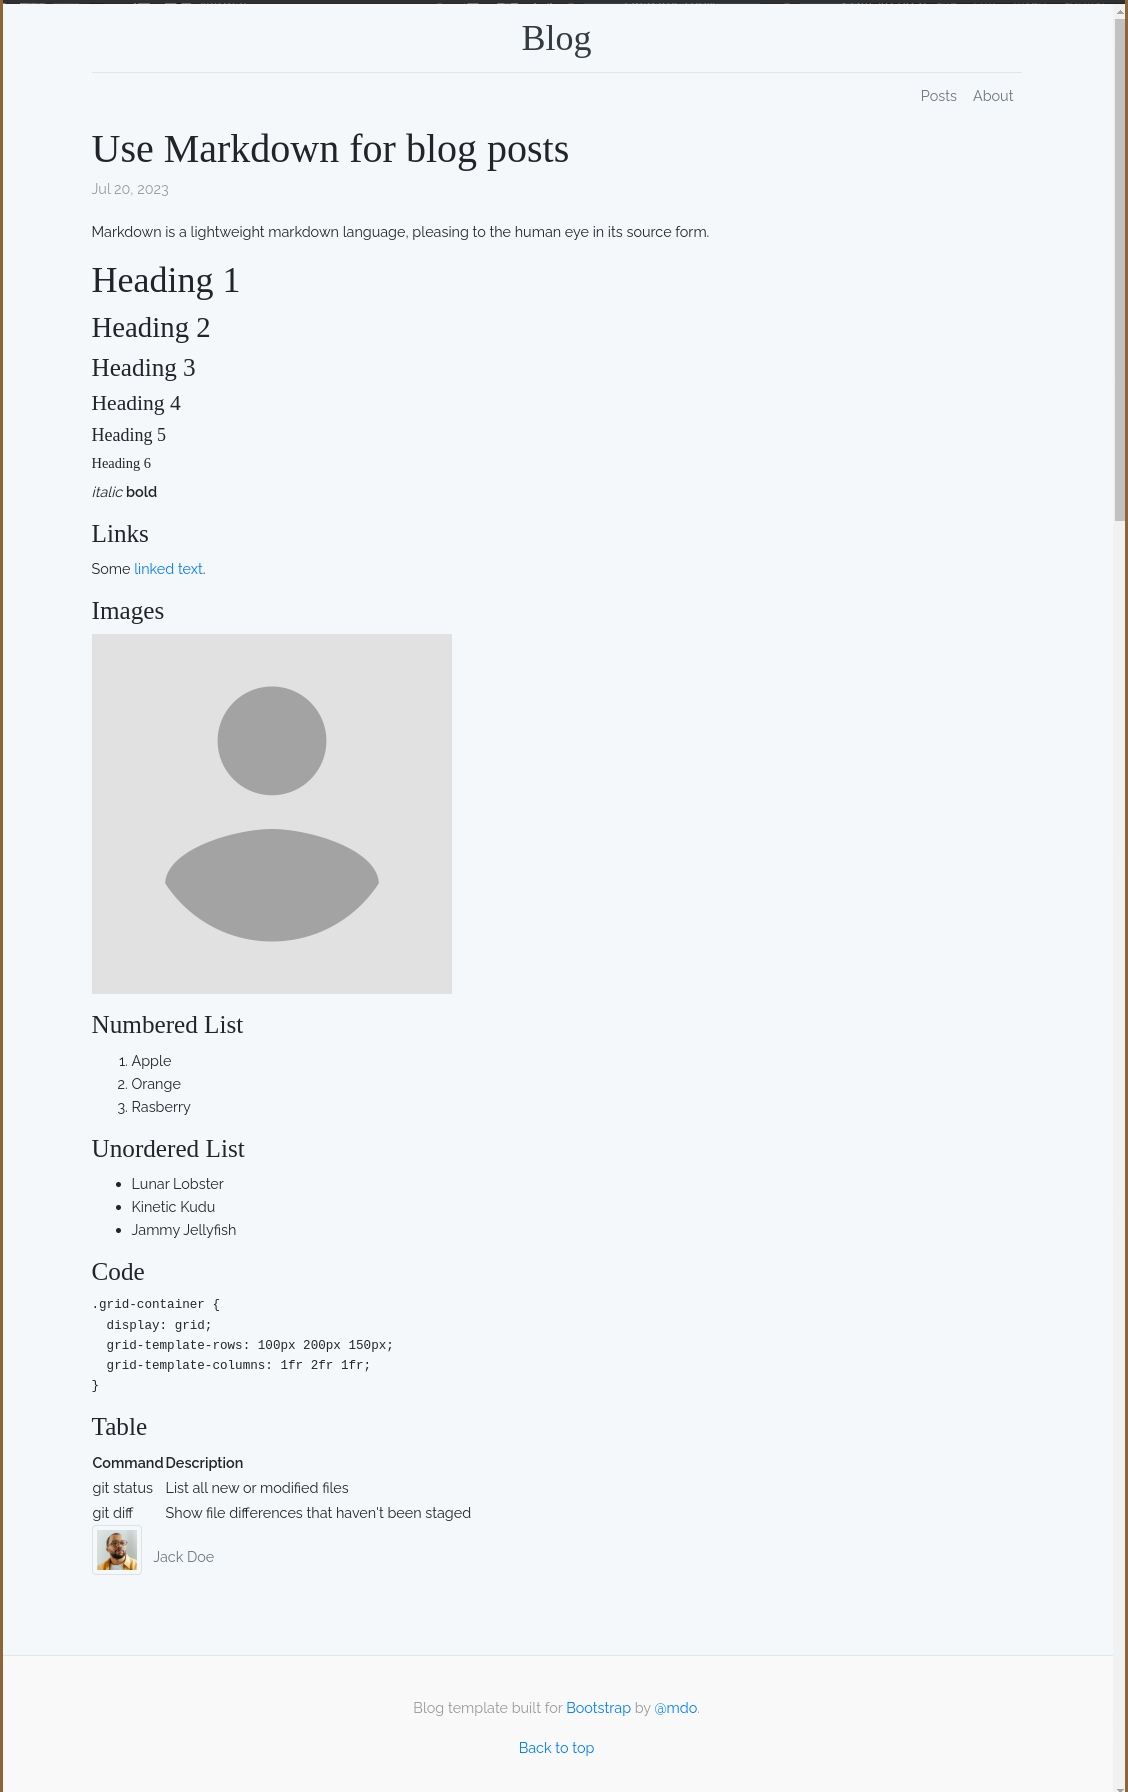 Blog
Posts About
Use Markdown for blog posts
Jul 20, 2023
Markdown is a lightweight markdown language, pleasing to the human eye in its source form.
Heading 1
Heading 2
Heading 3
Heading 4
Heading 5
Heading 6
italic bold
Links
Some linked text.
Images
Numbered List
1. Apple
2. Orange
3. Rasberry
Unordered List
• Lunar Lobster
• Kinetic Kudu
• Jammy Jellyfish
Code
.grid-container {
  display: grid;
  grid-template-rows: 100px 200px 150px;
  grid-template-columns: 1fr 2fr 1fr;
}
Table
Command Description
git status List all new or modified files
git diff Show file differences that haven't been staged
Jack Doe
Blog template built for Bootstrap by @mdo.
Back to top